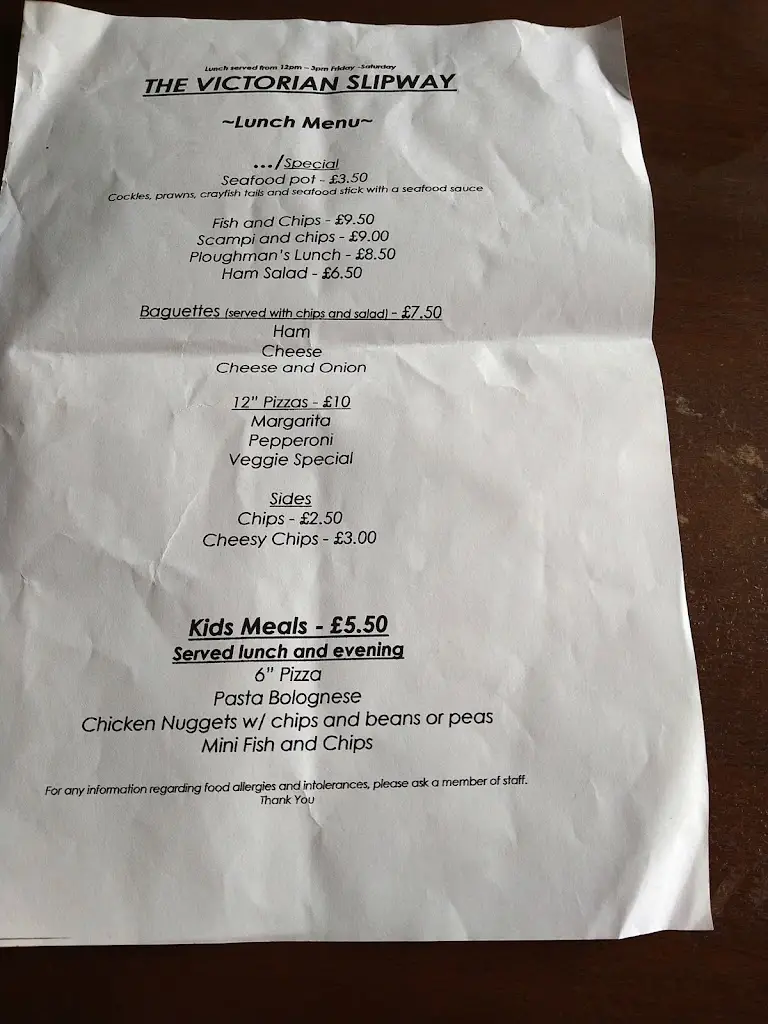 Lunch served from 12pm ~ 3pm Friday -Saturday
THE VICTORIAN SLIPWAY
~Lunch Menu~
.../Special
Seafood pot - £3.50
Cockles, prawns, crayfish tails and seafood stick with a seafood sauce
Fish and Chips - £9.50
Scampi and chips - £9.00
Ploughman's Lunch - £8.50
Ham Salad - £6.50
Baguettes (served with chips and salad) - £7.50
Ham
Cheese
Cheese and Onion
12" Pizzas - £10
Margarita
Pepperoni
Veggie Special
Sides
Chips - £2.50
Cheesy Chips - £3.00
Kids Meals - £5.50
Served lunch and evening
6" Pizza
Pasta Bolognese
Chicken Nuggets w/ chips and beans or peas
Mini Fish and Chips
For any information regarding food allergies and intolerances, please ask a member of staff.
Thank You